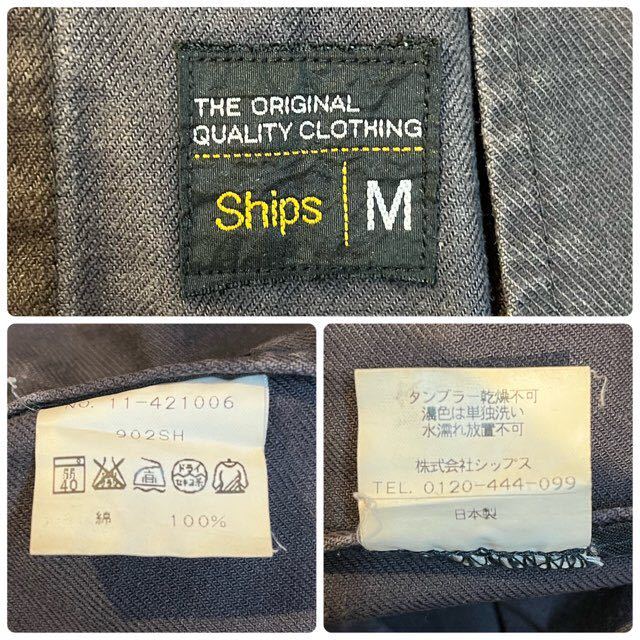 THE ORIGINAL
QUALITY CLOTHING
Ships M
No. 11-421006
902SH
綿 100%
タンブラー乾燥不可
濃色は単独洗い
水濡れ放置不可
株式会社シップス
TEL. 0120-444-099
日本製